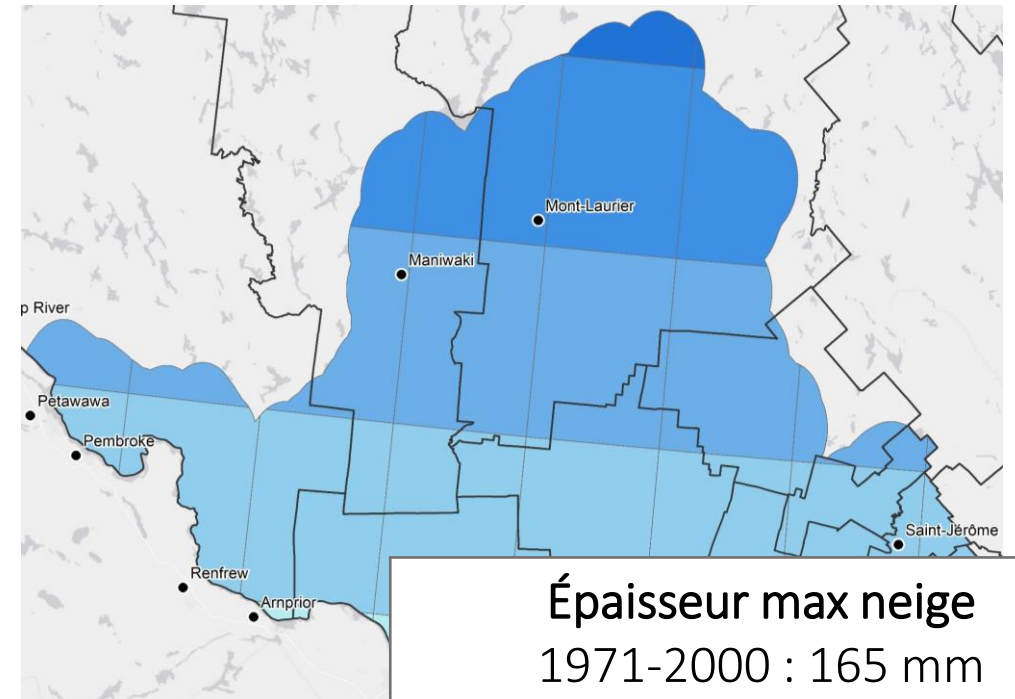 Mont-Laurier
Maniwaki
p River
Petawawa
Pembroke
Saint-Jérôme
Renfrew
Arnprior
Épaisseur max neige
1971-2000 : 165 mm